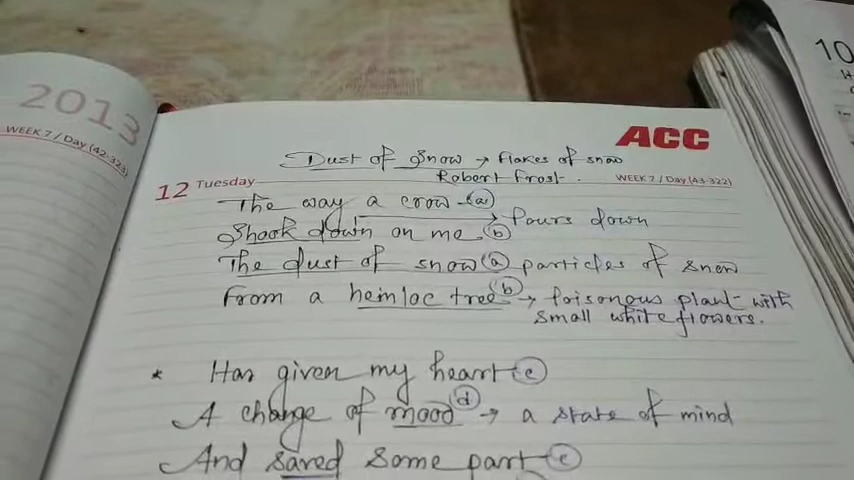 2013
WEEK 7 / Day (42-323)
ACC
Dust of Snow → flakes of snow
12 Tuesday
Robert Frost.
WEEK 7 / Day (43-322)
The way a crow (a)
Shook down on me (b) → Pours down
The dust of snow (a) particles of snow
From a hemloc tree (b) → Poisonous plant with
small white flowers.
* Has given my heart (c)
A change of mood (d) → a state of mind
And saved some part (c)
10